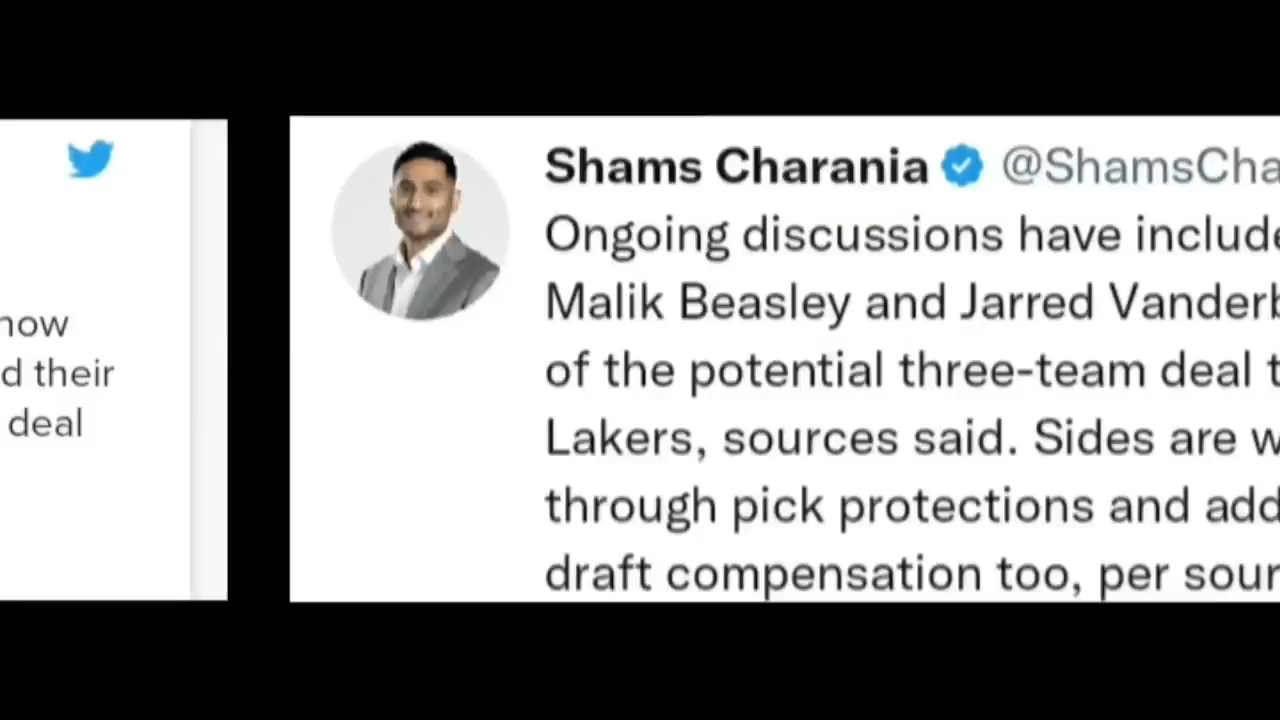 now
d their
deal
Shams Charania @ShamsCha
Ongoing discussions have include
Malik Beasley and Jarred Vanderb
of the potential three-team deal t
Lakers, sources said. Sides are w
through pick protections and add
draft compensation too, per sour